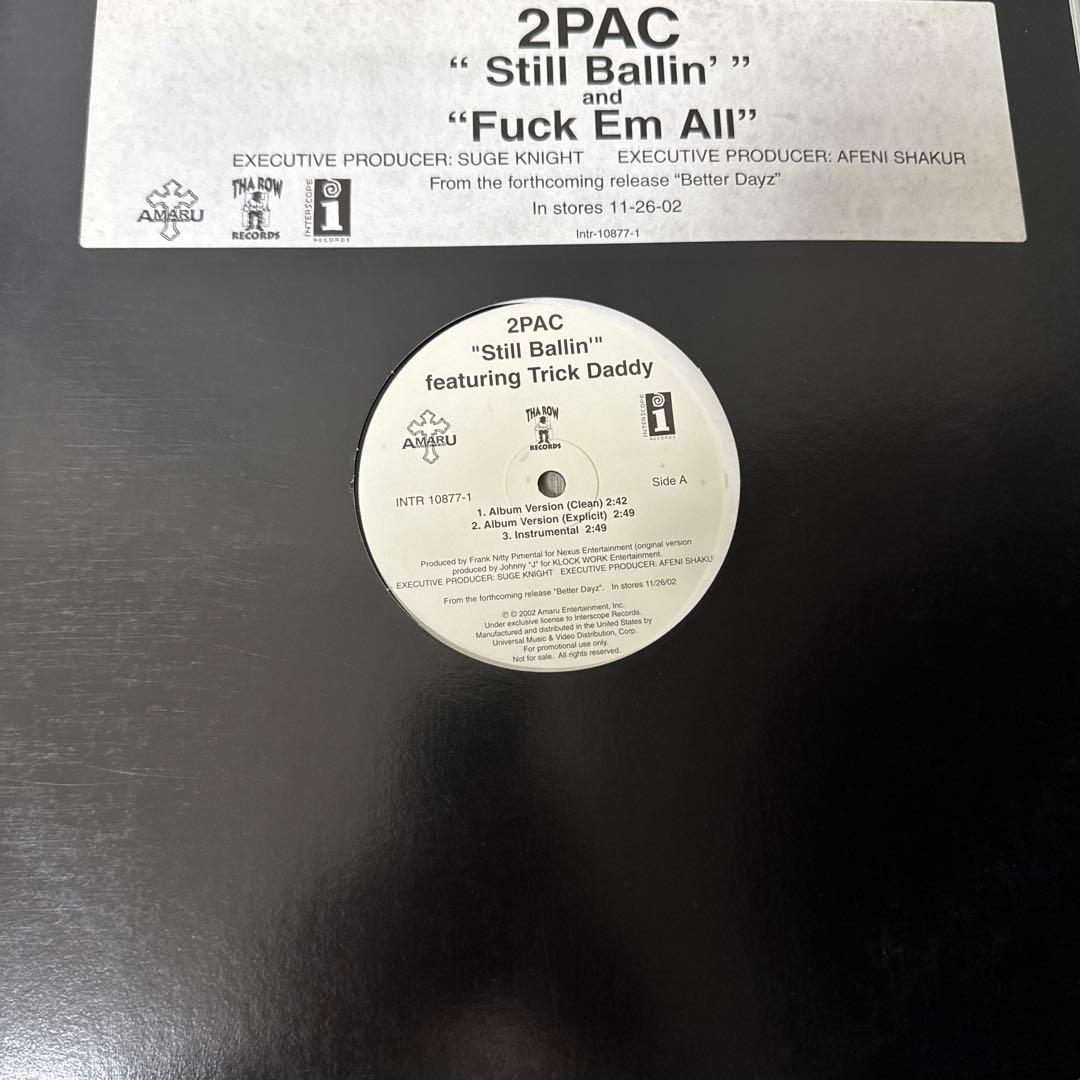 2PAC
“ Still Ballin’ ”
and
“Fuck Em All”
EXECUTIVE PRODUCER: SUGE KNIGHT EXECUTIVE PRODUCER: AFENI SHAKUR
From the forthcoming release “Better Dayz”
In stores 11-26-02
Intr-10877-1
AMARU
THA ROW
RECORDS
INTERSCOPE
i
RECORDS
2PAC
"Still Ballin'"
featuring Trick Daddy
AMARU
THA ROW
RECORDS
INTERSCOPE
i
RECORDS
INTR 10877-1
Side A
1. Album Version (Clean) 2:42
2. Album Version (Explicit) 2:49
3. Instrumental 2:49
Produced by Frank Nitty Pimental for Nexus Entertainment (original version
produced by Johnny "J" for KLOCK WORK Entertainment.
EXECUTIVE PRODUCER: SUGE KNIGHT EXECUTIVE PRODUCER: AFENI SHAKU
From the forthcoming release "Better Dayz". In stores 11/26/02
℗ © 2002 Amaru Entertainment, Inc.
Under exclusive license to Interscope Records.
Manufactured and distributed in the United States by
Universal Music & Video Distribution, Corp.
For promotional use only.
Not for sale. All rights reserved.